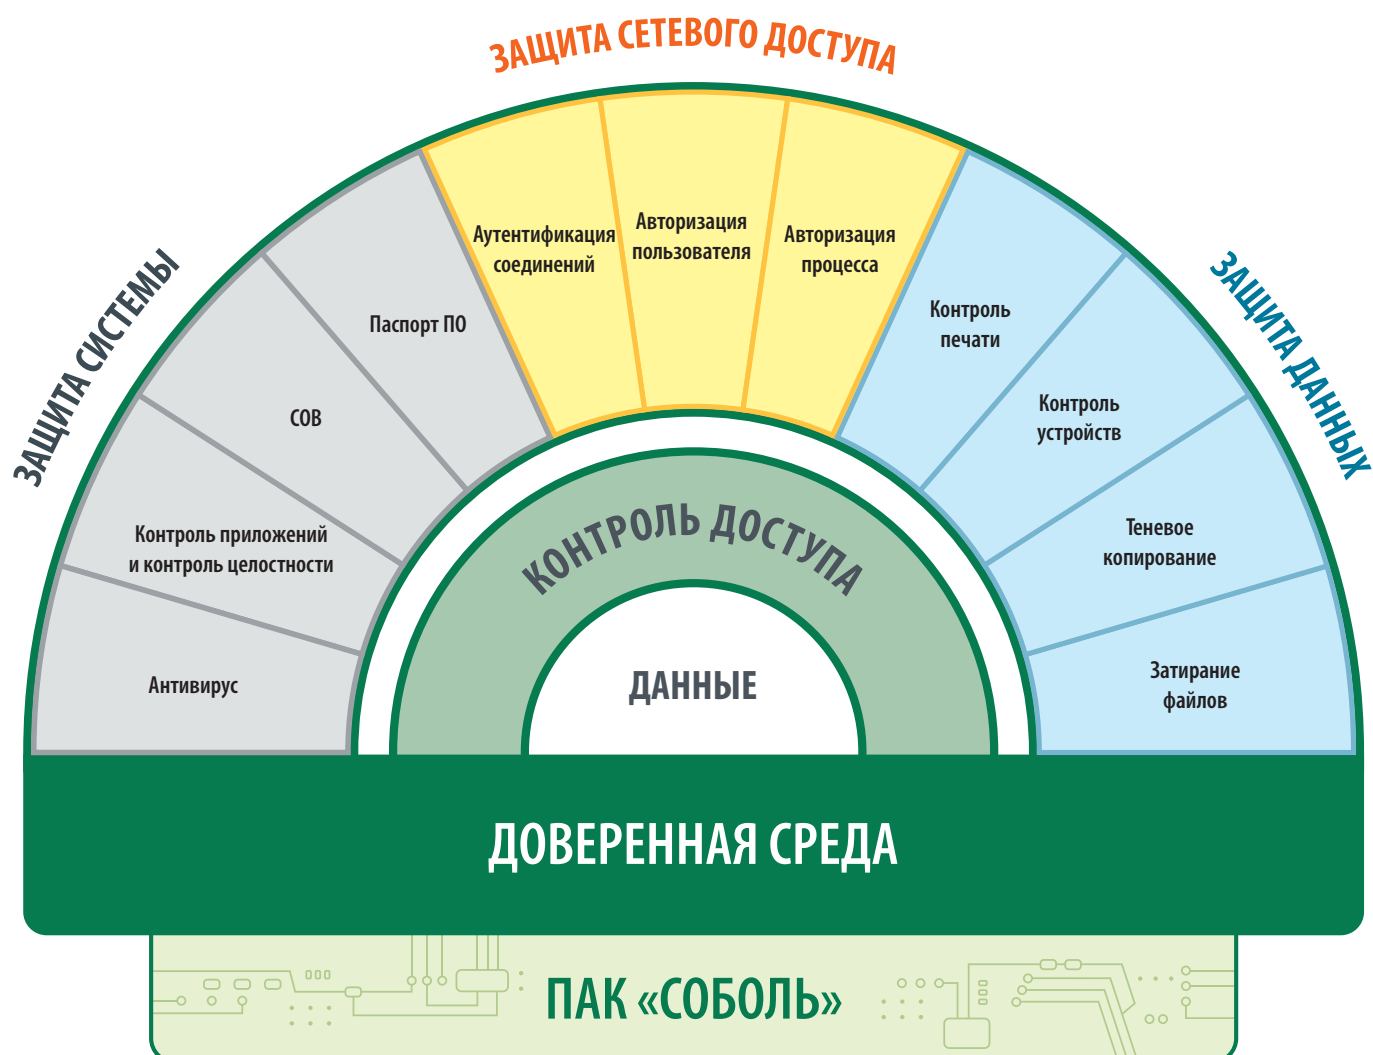 ЗАЩИТА СЕТЕВОГО ДОСТУПА
ЗАЩИТА СИСТЕМЫ
ЗАЩИТА ДАННЫХ
Аутентификация
соединений
Авторизация
пользователя
Авторизация
процесса
Паспорт ПО
Контроль
печати
СОВ
Контроль
устройств
Контроль приложений
и контроль целостности
Теневое
копирование
Антивирус
Затирание
файлов
КОНТРОЛЬ ДОСТУПА
ДАННЫЕ
ДОВЕРЕННАЯ СРЕДА
ПАК «СОБОЛЬ»